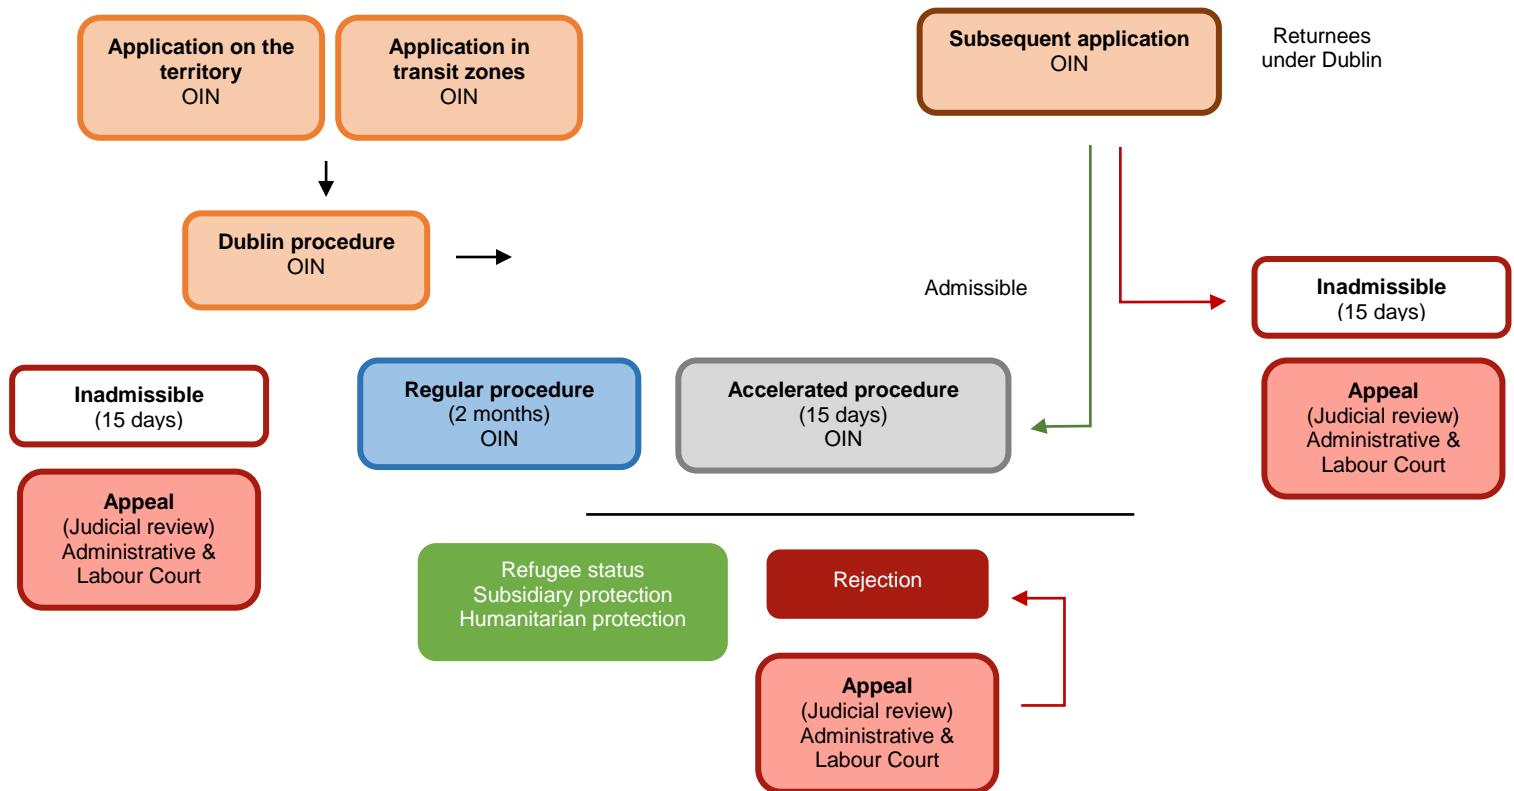 Application on the
territory
OIN
Application in
transit zones
OIN
Subsequent application
OIN
Returnees
under Dublin
Dublin procedure
OIN
Admissible
Inadmissible
(15 days)
Inadmissible
(15 days)
Regular procedure
(2 months)
OIN
Accelerated procedure
(15 days)
OIN
Appeal
(Judicial review)
Administrative &
Labour Court
Appeal
(Judicial review)
Administrative &
Labour Court
Refugee status
Subsidiary protection
Humanitarian protection
Rejection
Appeal
(Judicial review)
Administrative &
Labour Court